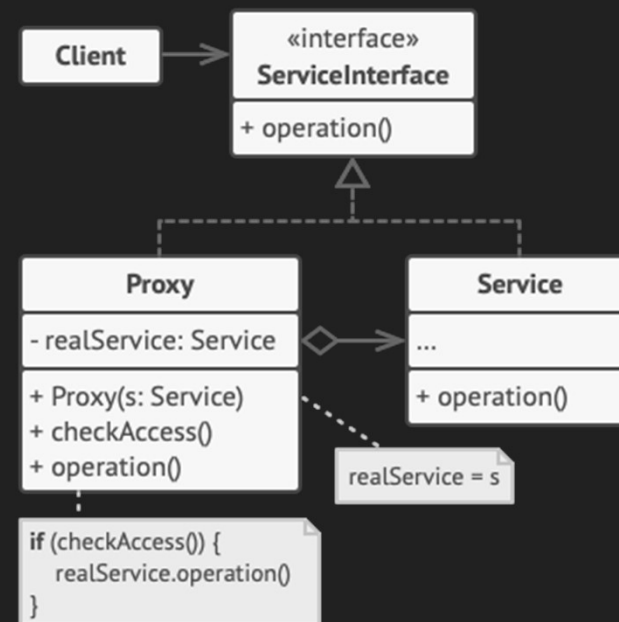 Client
«interface»
ServiceInterface
+ operation()
Proxy
- realService: Service
+ Proxy(s: Service)
+ checkAccess()
+ operation()
Service
...
+ operation()
realService = s
if (checkAccess()) {
realService.operation()
}